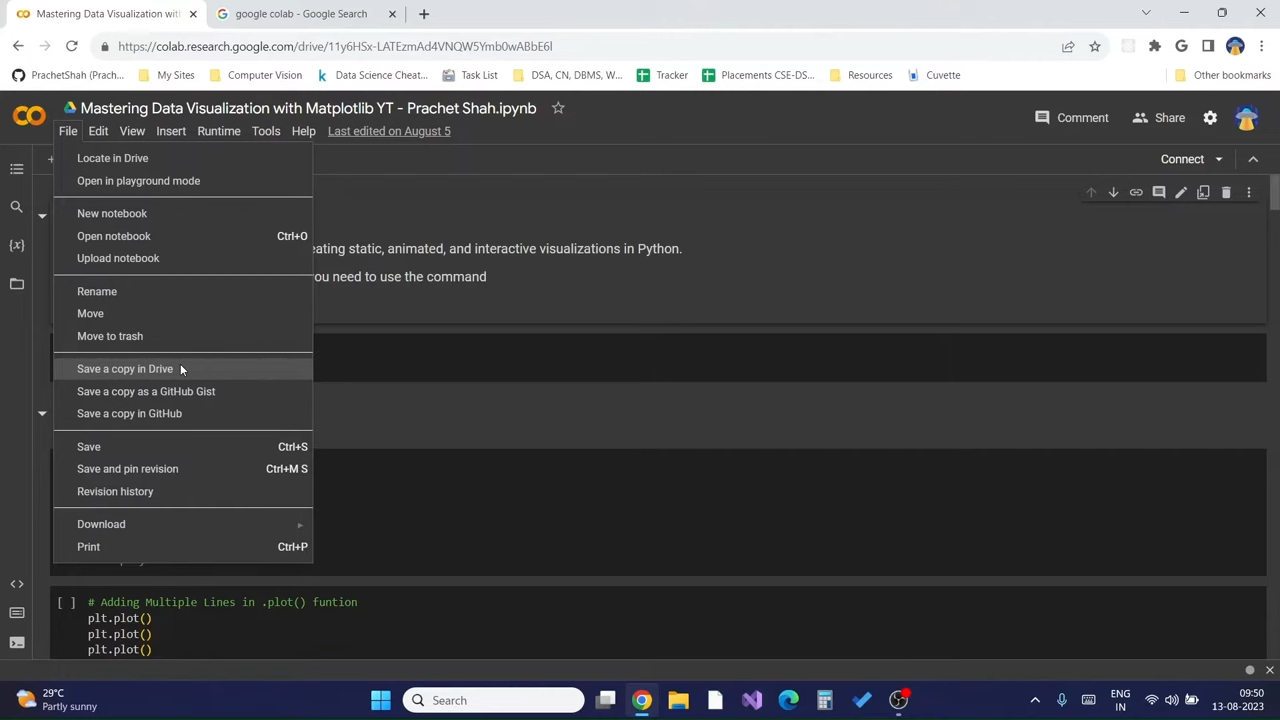 Mastering Data Visualization with
google colab - Google Search
https://colab.research.google.com/drive/11y6HSx-LATEzmAd4VNQW5Ymb0wABbE6l
PrachetShah (Prach...
My Sites
Computer Vision
Data Science Cheat...
Task List
DSA, CN, DBMS, W...
Tracker
Placements CSE-DS...
Resources
Cuvette
Other bookmarks
Mastering Data Visualization with Matplotlib YT - Prachet Shah.ipynb
File Edit View Insert Runtime Tools Help Last edited on August 5
Comment
Share
Connect
Locate in Drive
Open in playground mode
New notebook
Open notebook Ctrl+O
Upload notebook
Rename
Move
Move to trash
Save a copy in Drive
Save a copy as a GitHub Gist
Save a copy in GitHub
Save Ctrl+S
Save and pin revision Ctrl+M S
Revision history
Download
Print Ctrl+P
eating static, animated, and interactive visualizations in Python.
you need to use the command
[ ] # Adding Multiple Lines in .plot() funtion
plt.plot()
plt.plot()
plt.plot()
29°C
Partly sunny
Search
ENG
IN
09:50
13-08-2023